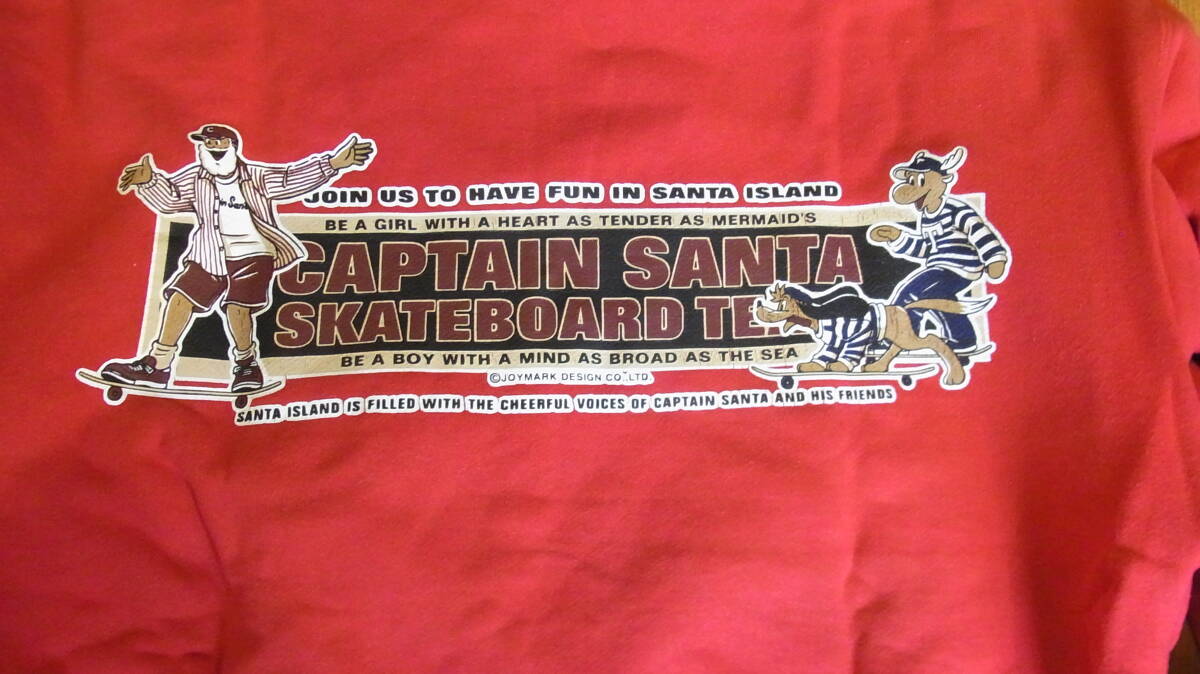 JOIN US TO HAVE FUN IN SANTA ISLAND
BE A GIRL WITH A HEART AS TENDER AS MERMAID'S
CAPTAIN SANTA
SKATEBOARD
BE A BOY WITH A MIND AS BROAD AS THE SEA
©JOYMARK DESIGN CO.,LTD.
SANTA ISLAND IS FILLED WITH THE CHEERFUL VOICES OF CAPTAIN SANTA AND HIS FRIENDS
C